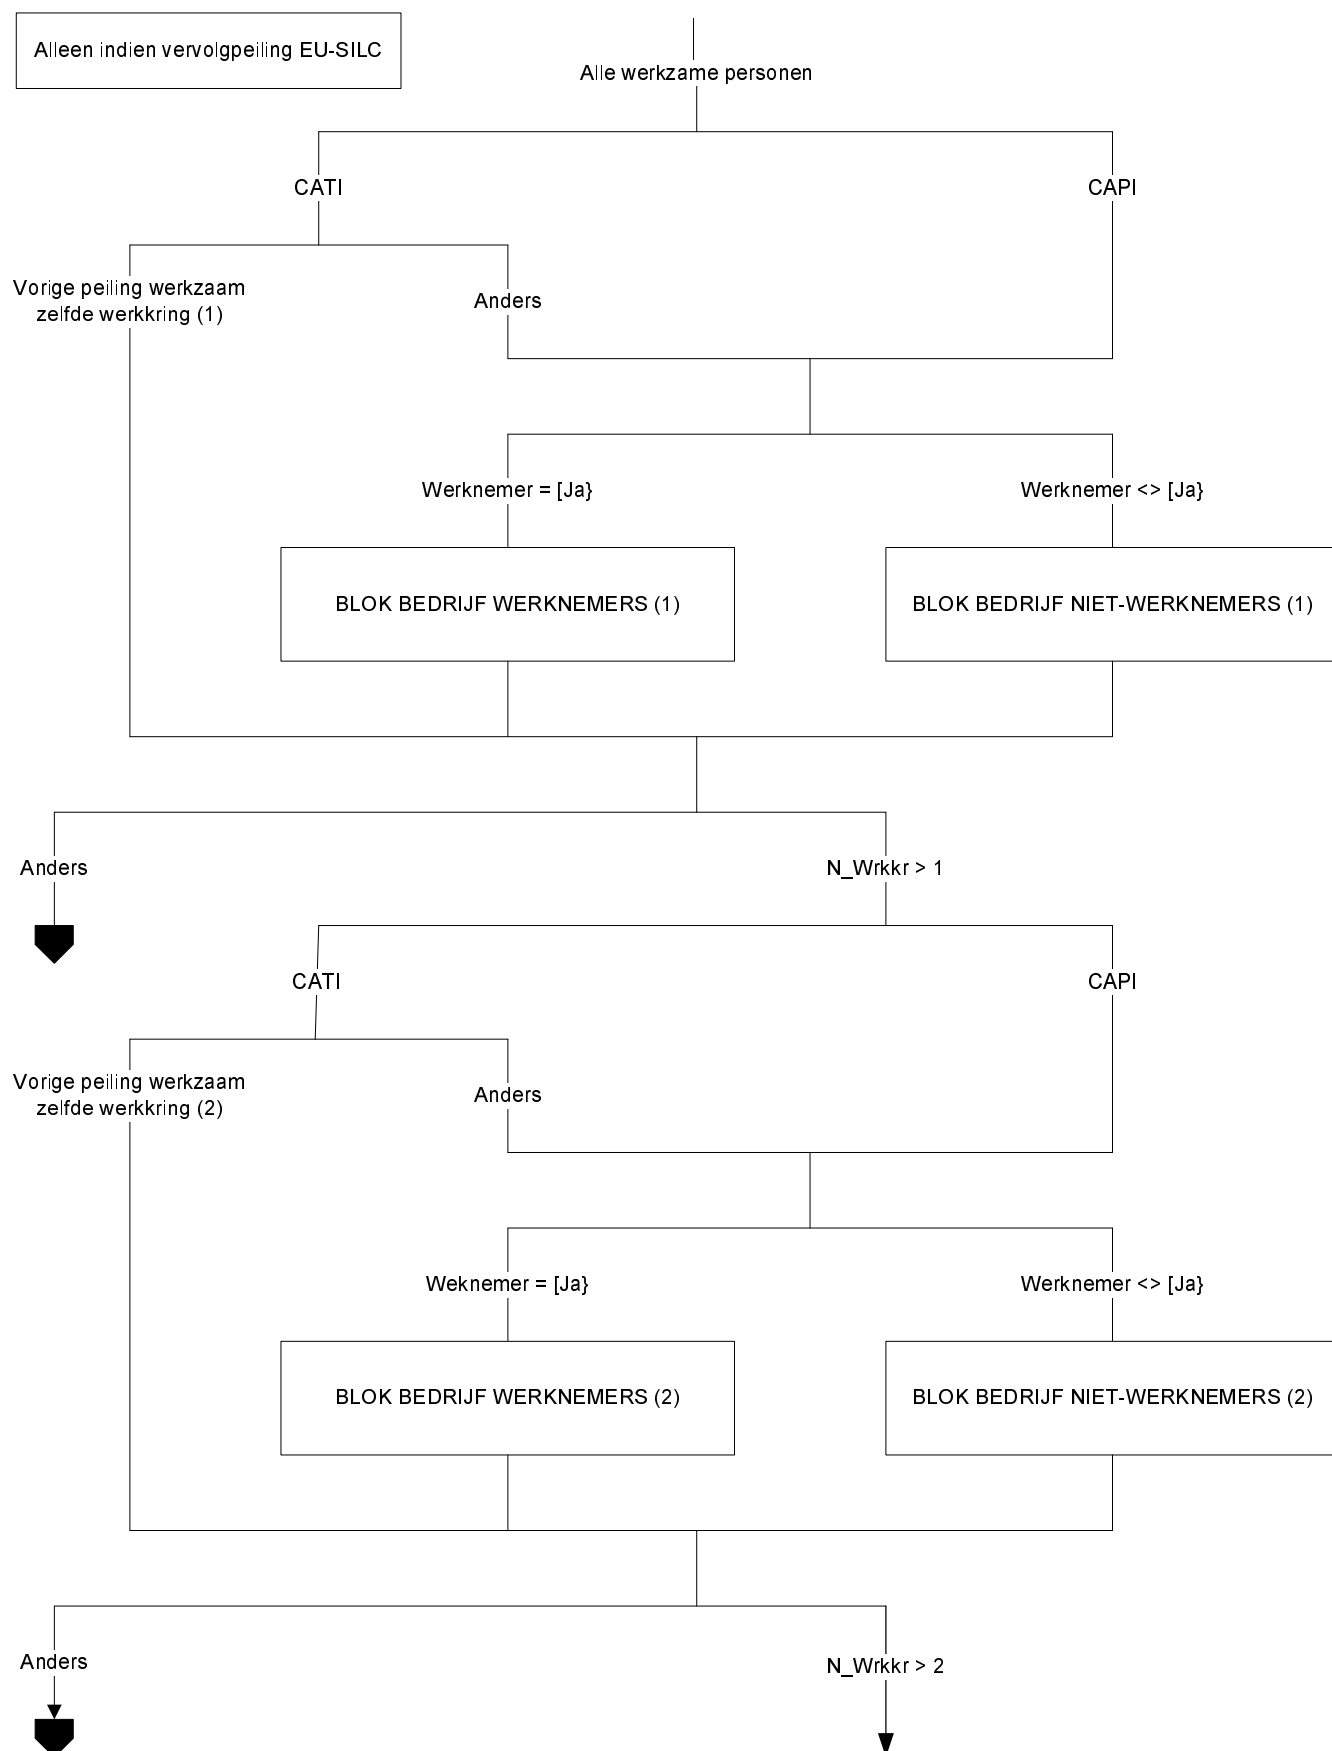 Alleen indien vervolgpeiling EU-SILC
Alle werkzame personen
CATI
CAPI
Vorige peiling werkzaam
zelfde werkkring (1)
Anders
Werknemer = [Ja}
Werknemer <> [Ja}
BLOK BEDRIJF WERKNEMERS (1)
BLOK BEDRIJF NIET-WERKNEMERS (1)
Anders
N_Wrkkr > 1
CATI
CAPI
Vorige peiling werkzaam
zelfde werkkring (2)
Anders
Weknemer = [Ja}
Werknemer <> [Ja}
BLOK BEDRIJF WERKNEMERS (2)
BLOK BEDRIJF NIET-WERKNEMERS (2)
Anders
N_Wrkkr > 2